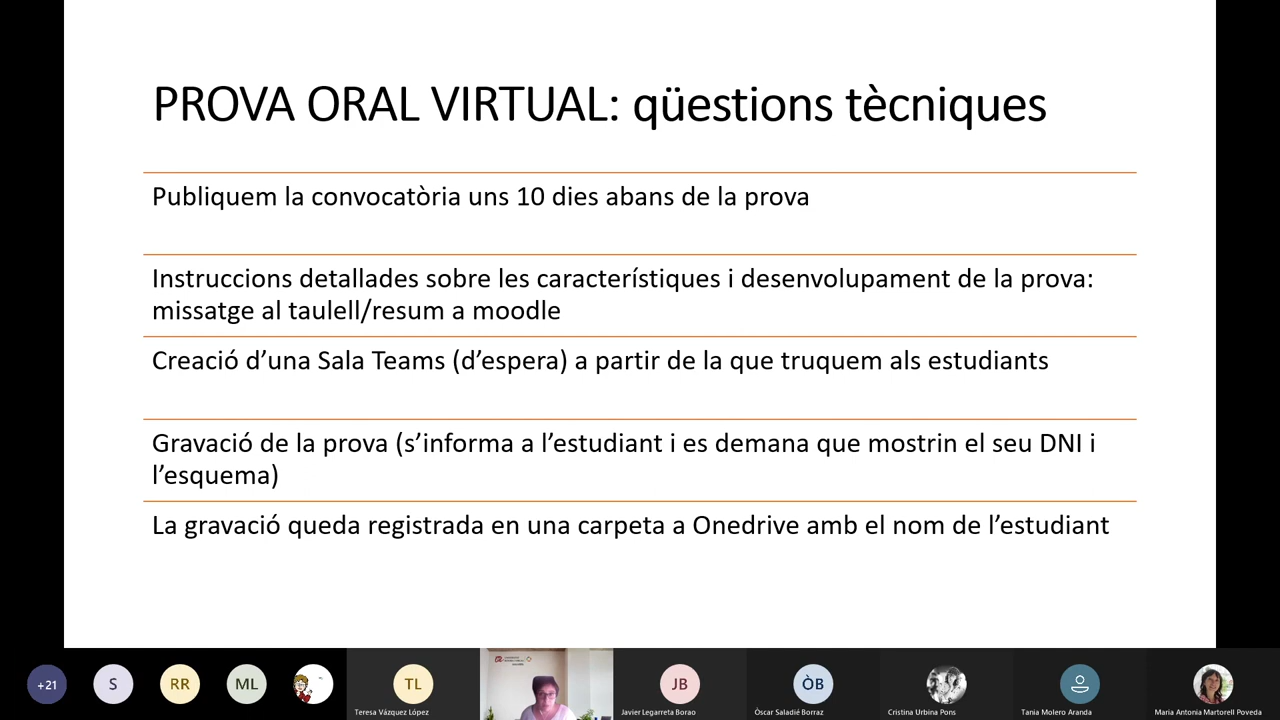 PROVA ORAL VIRTUAL: qüestions tècniques
Publiquem la convocatòria uns 10 dies abans de la prova
Instruccions detallades sobre les característiques i desenvolupament de la prova:
missatge al taulell/resum a moodle
Creació d’una Sala Teams (d’espera) a partir de la que truquem als estudiants
Gravació de la prova (s’informa a l’estudiant i es demana que mostrin el seu DNI i
l’esquema)
La gravació queda registrada en una carpeta a Onedrive amb el nom de l’estudiant
+21 S RR ML TL JB ÒB
Teresa Vázquez López
Javier Legarreta Borao
Òscar Saladié Borraz
Cristina Urbina Pons
Tania Molero Aranda
Maria Antonia Martorell Poveda